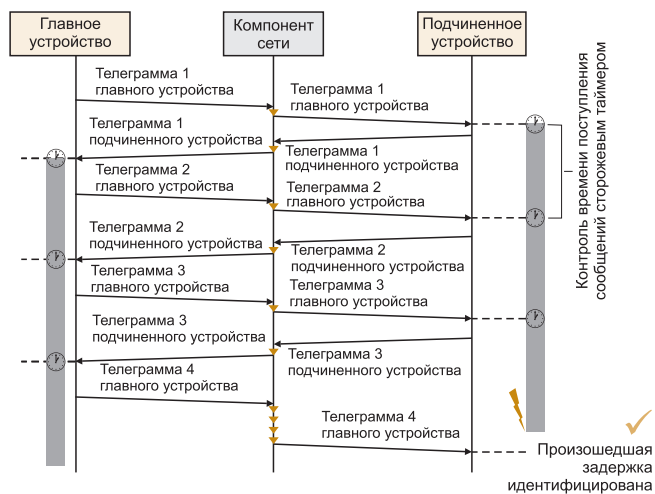 Главное
устройство
Компонент
сети
Подчиненное
устройство
Телеграмма 1
главного устройства
Телеграмма 1
главного устройства
Телеграмма 1
подчиненного устройства
Телеграмма 1
подчиненного устройства
Телеграмма 2
главного устройства
Телеграмма 2
главного устройства
Телеграмма 2
подчиненного устройства
Телеграмма 2
подчиненного устройства
Телеграмма 3
главного устройства
Телеграмма 3
главного устройства
Телеграмма 3
подчиненного устройства
Телеграмма 3
подчиненного устройства
Телеграмма 4
главного устройства
Телеграмма 4
главного устройства
Контроль времени поступления
сообщений сторожевым таймером
Произошедшая
задержка
идентифицирована